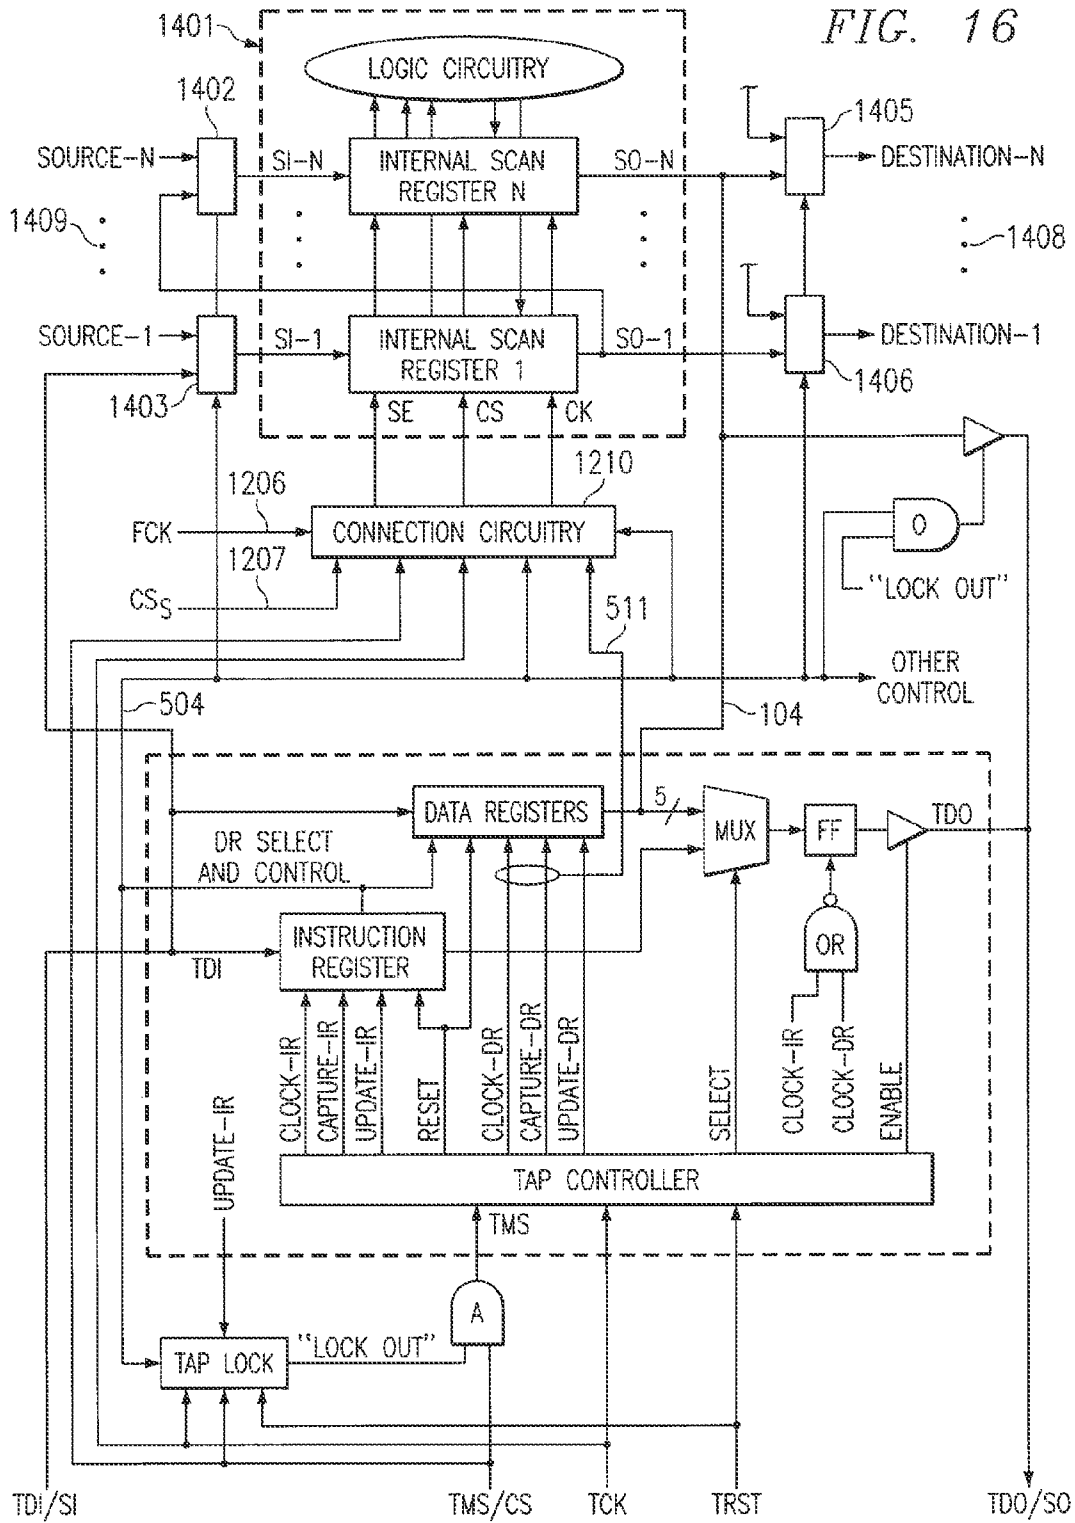 FIG. 16
1401
LOGIC CIRCUITRY
1402
1405
SOURCE-N
SI-N
INTERNAL SCAN
REGISTER N
SO-N
DESTINATION-N
1409
1408
SOURCE-1
SI-1
INTERNAL SCAN
REGISTER 1
SO-1
DESTINATION-1
1403
1406
SE
CS
CK
1210
1206
FCK
CONNECTION CIRCUITRY
O
1207
"LOCK OUT"
CSS
511
OTHER
CONTROL
504
104
DATA REGISTERS
5
MUX
FF
TDO
DR SELECT
AND CONTROL
INSTRUCTION
REGISTER
OR
TDI
CLOCK-IR
CAPTURE-IR
UPDATE-IR
RESET
CLOCK-DR
CAPTURE-DR
UPDATE-DR
SELECT
CLOCK-IR
CLOCK-DR
ENABLE
UPDATE-IR
TAP CONTROLLER
TMS
A
"LOCK OUT"
TAP LOCK
TDI/SI
TMS/CS
TCK
TRST
TDO/SO